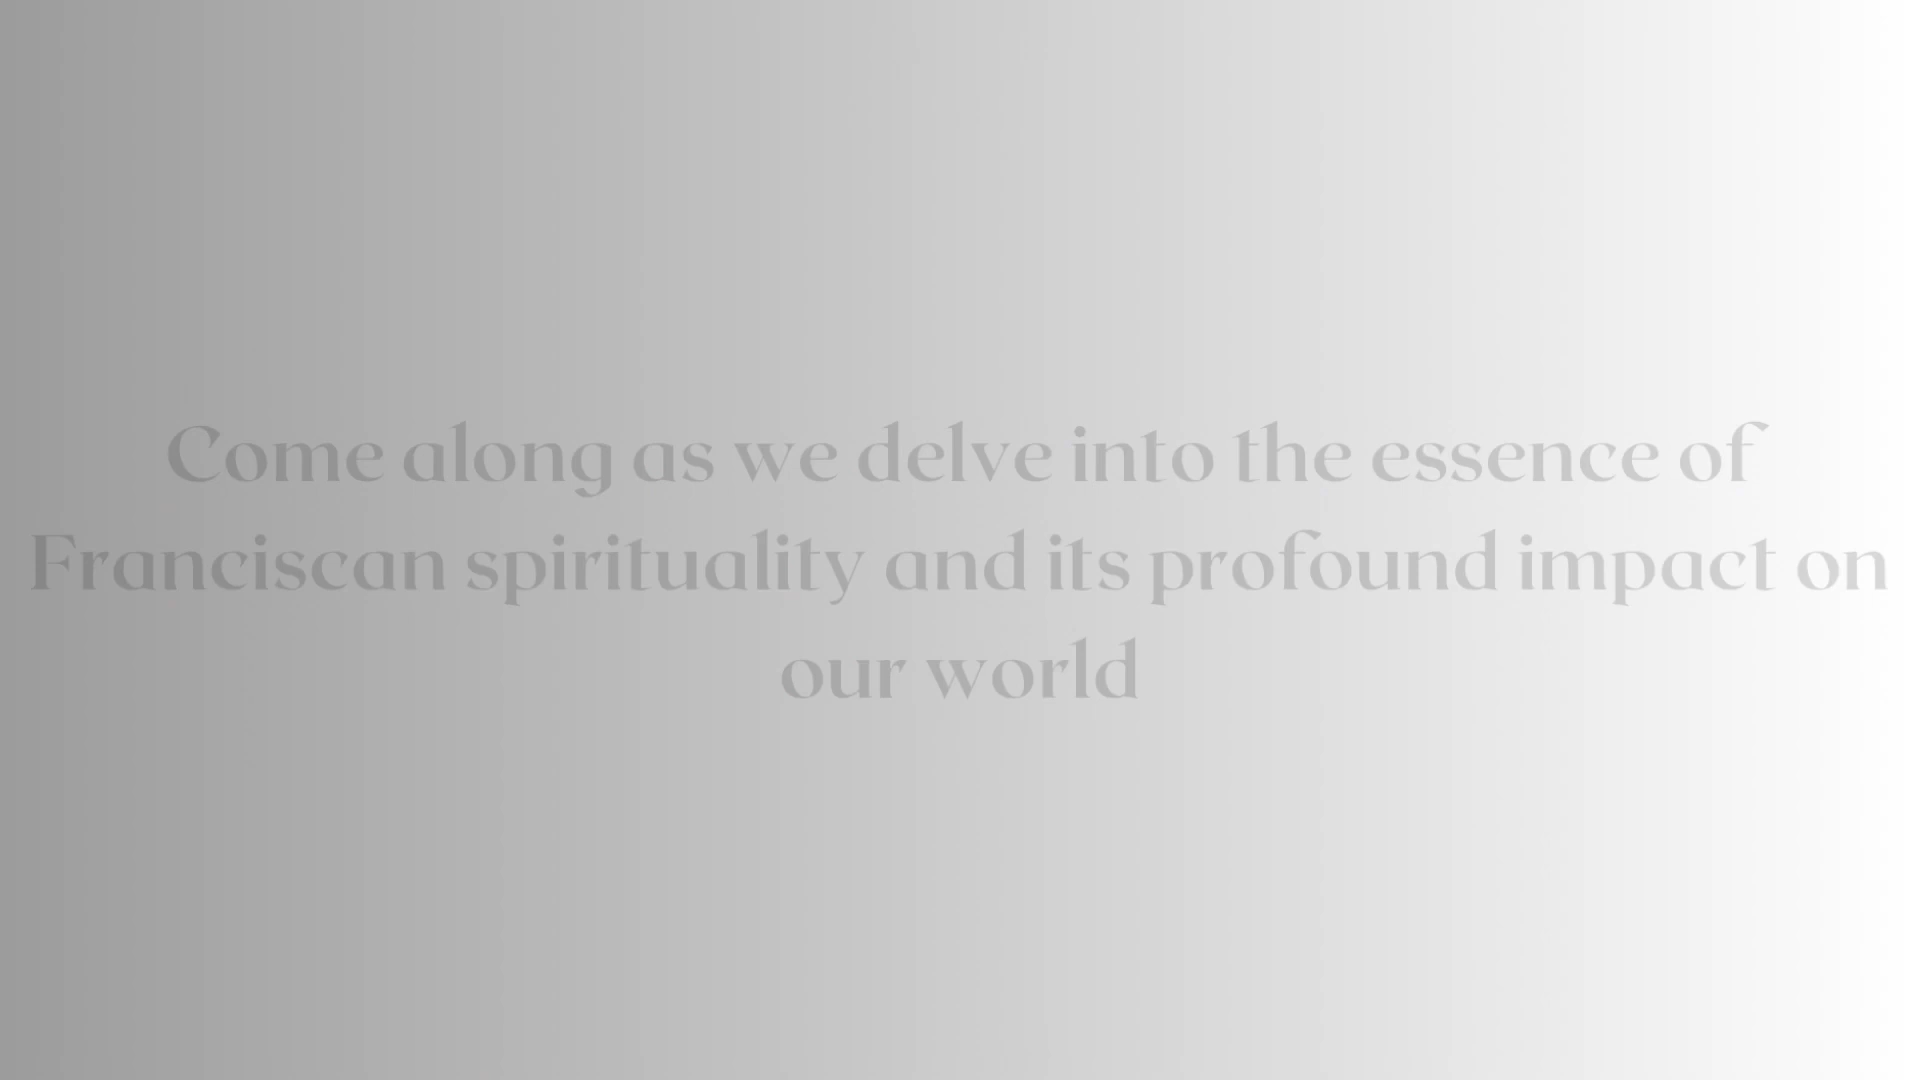 Come along as we delve into the essence of
Franciscan spirituality and its profound impact on
our world